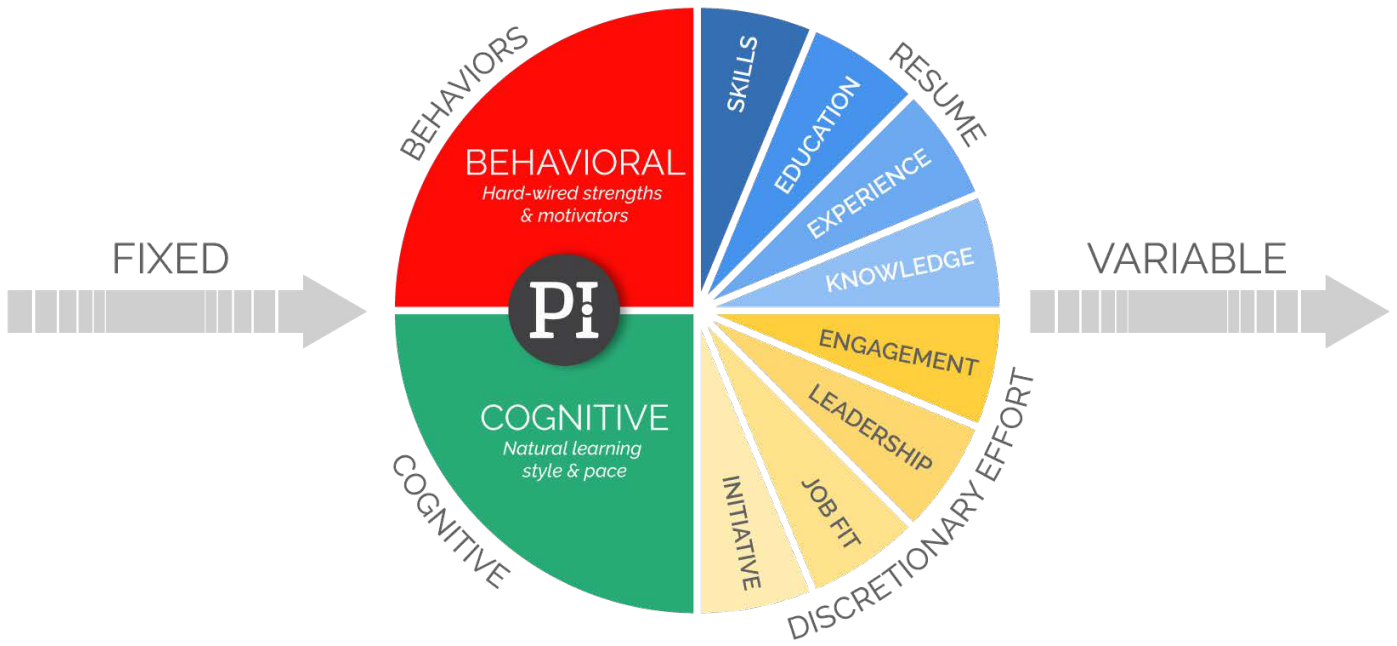 FIXED
BEHAVIORS
BEHAVIORAL
Hard-wired strengths
& motivators
PI
COGNITIVE
Natural learning
style & pace
COGNITIVE
RESUME
SKILLS
EDUCATION
EXPERIENCE
KNOWLEDGE
ENGAGEMENT
LEADERSHIP
JOB FIT
INITIATIVE
DISCRETIONARY EFFORT
VARIABLE